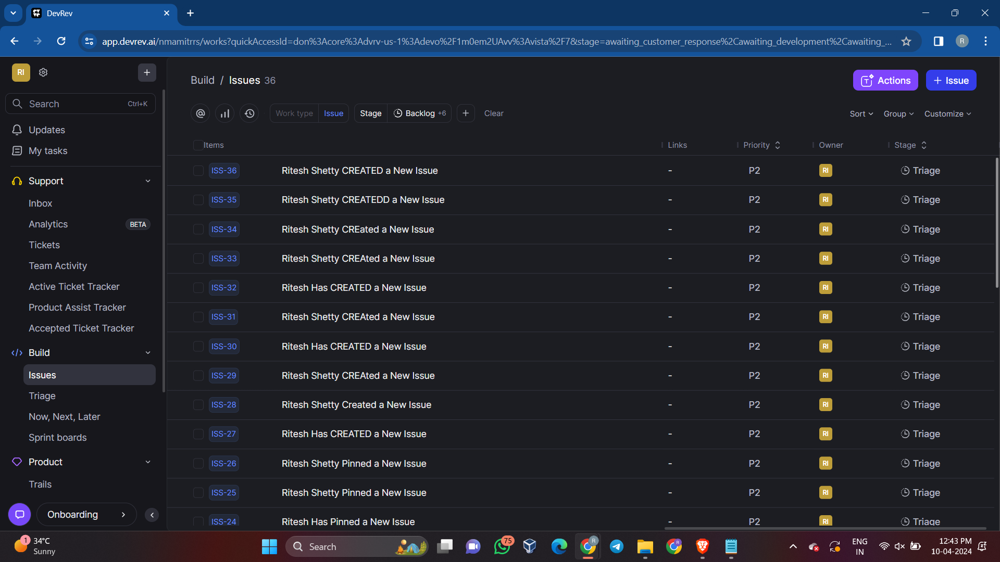 DevRev
app.devrev.ai/nmamitrrs/works?quickAccessId=don%3Acore%3Advrv-us-1%3Adevo%2F1m0em2UAvv%3Avista%2F7&stage=awaiting_customer_response%2Cawaiting_development%2Cawaiting_...
R
RI
Build / Issues 36
Actions
+ Issue
Search Ctrl+K
Work type Issue
Stage Backlog +6
+
Clear
Sort
Group
Customize
Updates
My tasks
Items Links Priority Owner Stage
ISS-36 Ritesh Shetty CREATED a New Issue - P2 RI Triage
ISS-35 Ritesh Shetty CREATEDD a New Issue - P2 RI Triage
ISS-34 Ritesh Shetty CREated a New Issue - P2 RI Triage
ISS-33 Ritesh Shetty CREAted a New Issue - P2 RI Triage
ISS-32 Ritesh Has CREATED a New Issue - P2 RI Triage
ISS-31 Ritesh Shetty CREAted a New Issue - P2 RI Triage
ISS-30 Ritesh Has CREATED a New Issue - P2 RI Triage
ISS-29 Ritesh Shetty CREAted a New Issue - P2 RI Triage
ISS-28 Ritesh Shetty Created a New Issue - P2 RI Triage
ISS-27 Ritesh Has CREATED a New Issue - P2 RI Triage
ISS-26 Ritesh Shetty Pinned a New Issue - P2 RI Triage
ISS-25 Ritesh Shetty Pinned a New Issue - P2 RI Triage
ISS-24 Ritesh Has Pinned a New Issue - P2 RI Triage
Support
Inbox
Analytics BETA
Tickets
Team Activity
Active Ticket Tracker
Product Assist Tracker
Accepted Ticket Tracker
Build
Issues
Triage
Now, Next, Later
Sprint boards
Product
Trails
Onboarding
1
34°C
Sunny
Search
75
R
R
ENG
IN
12:43 PM
10-04-2024